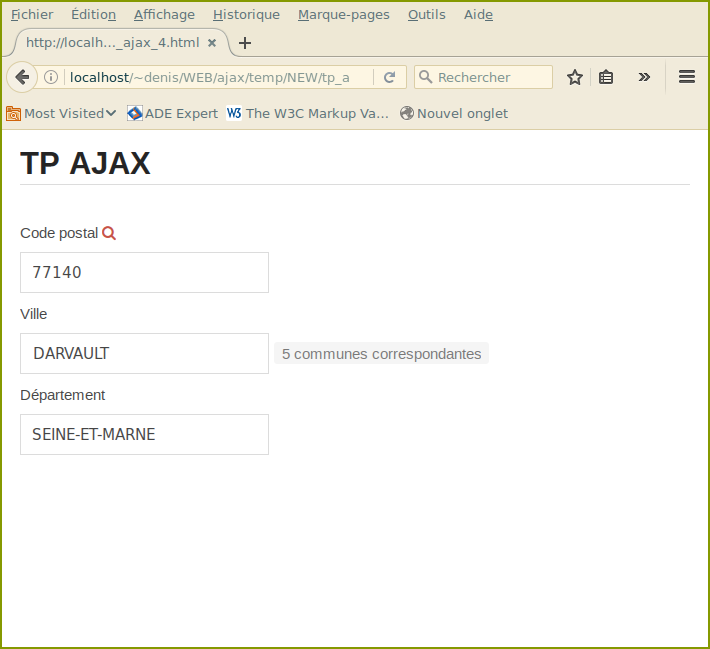 Fichier Édition Affichage Historique Marque-pages Outils Aide
http://localh..._ajax_4.html
localhost/~denis/WEB/ajax/temp/NEW/tp_a
Rechercher
Most Visited ADE Expert W3 The W3C Markup Va... Nouvel onglet
TP AJAX
Code postal
77140
Ville
DARVAULT 5 communes correspondantes
Département
SEINE-ET-MARNE